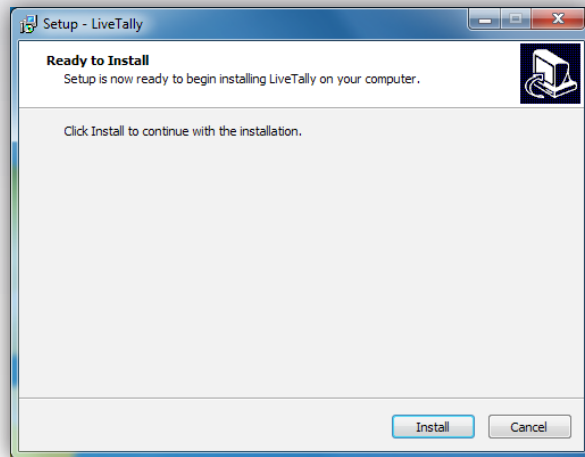 Setup - LiveTally
Ready to Install
Setup is now ready to begin installing LiveTally on your computer.
Click Install to continue with the installation.
Install
Cancel